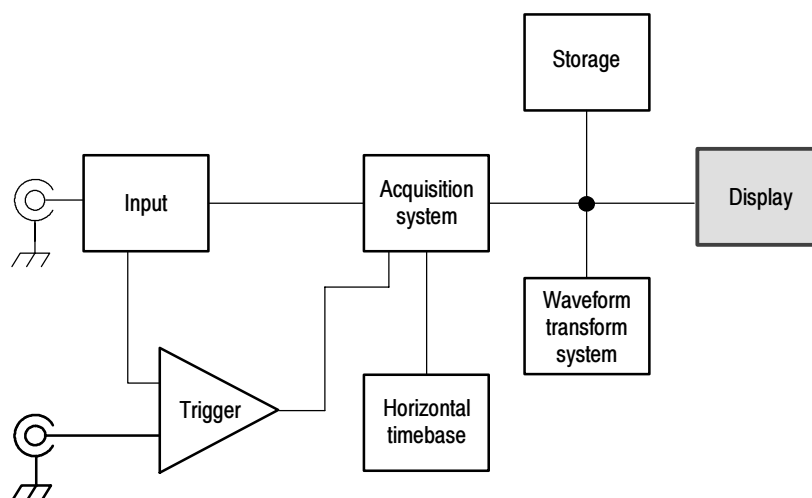 Storage
Input
Acquisition
system
Display
Waveform
transform
system
Trigger
Horizontal
timebase